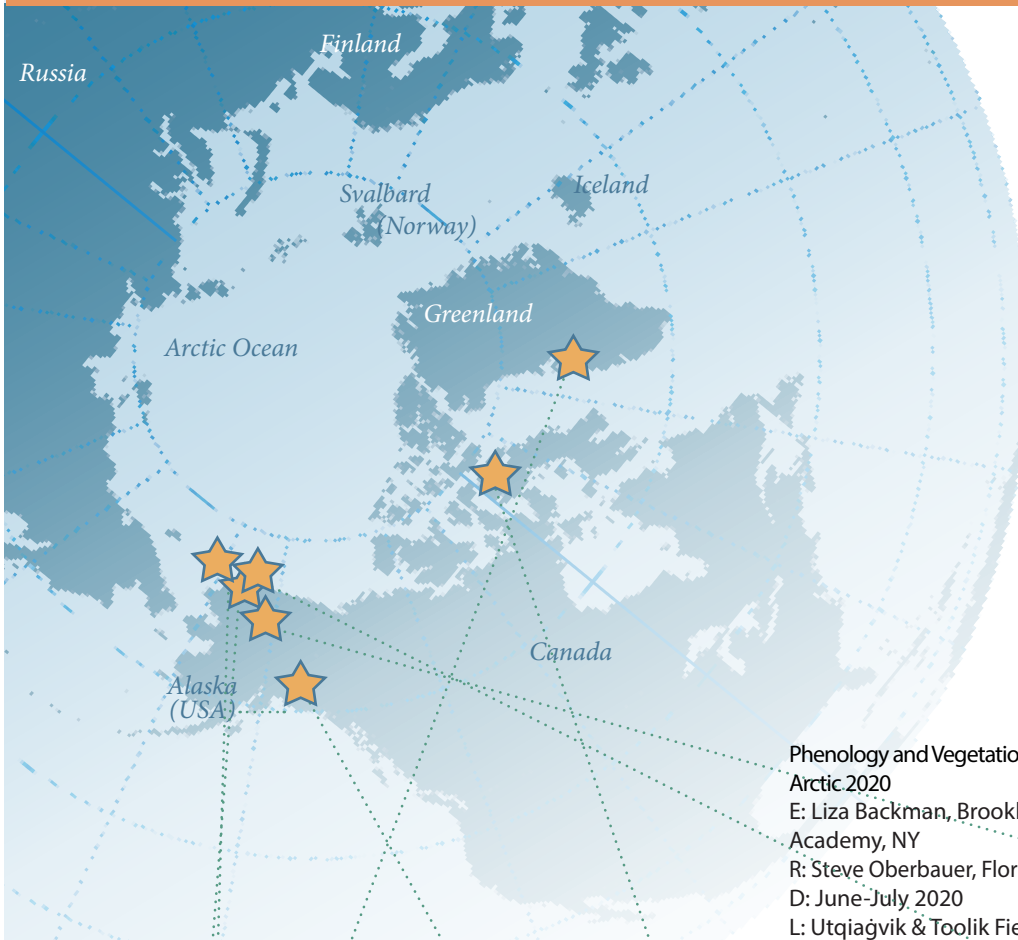 Finland
Russia
Svalbard
(Norway)
Iceland
Greenland
Arctic Ocean
Canada
Alaska
(USA)
Phenology and Vegetatio
Arctic 2020
E: Liza Backman, Brookl
Academy, NY
R: Steve Oberbauer, Flor
D: June-July 2020
L: Utqiaġvik & Toolik Fie